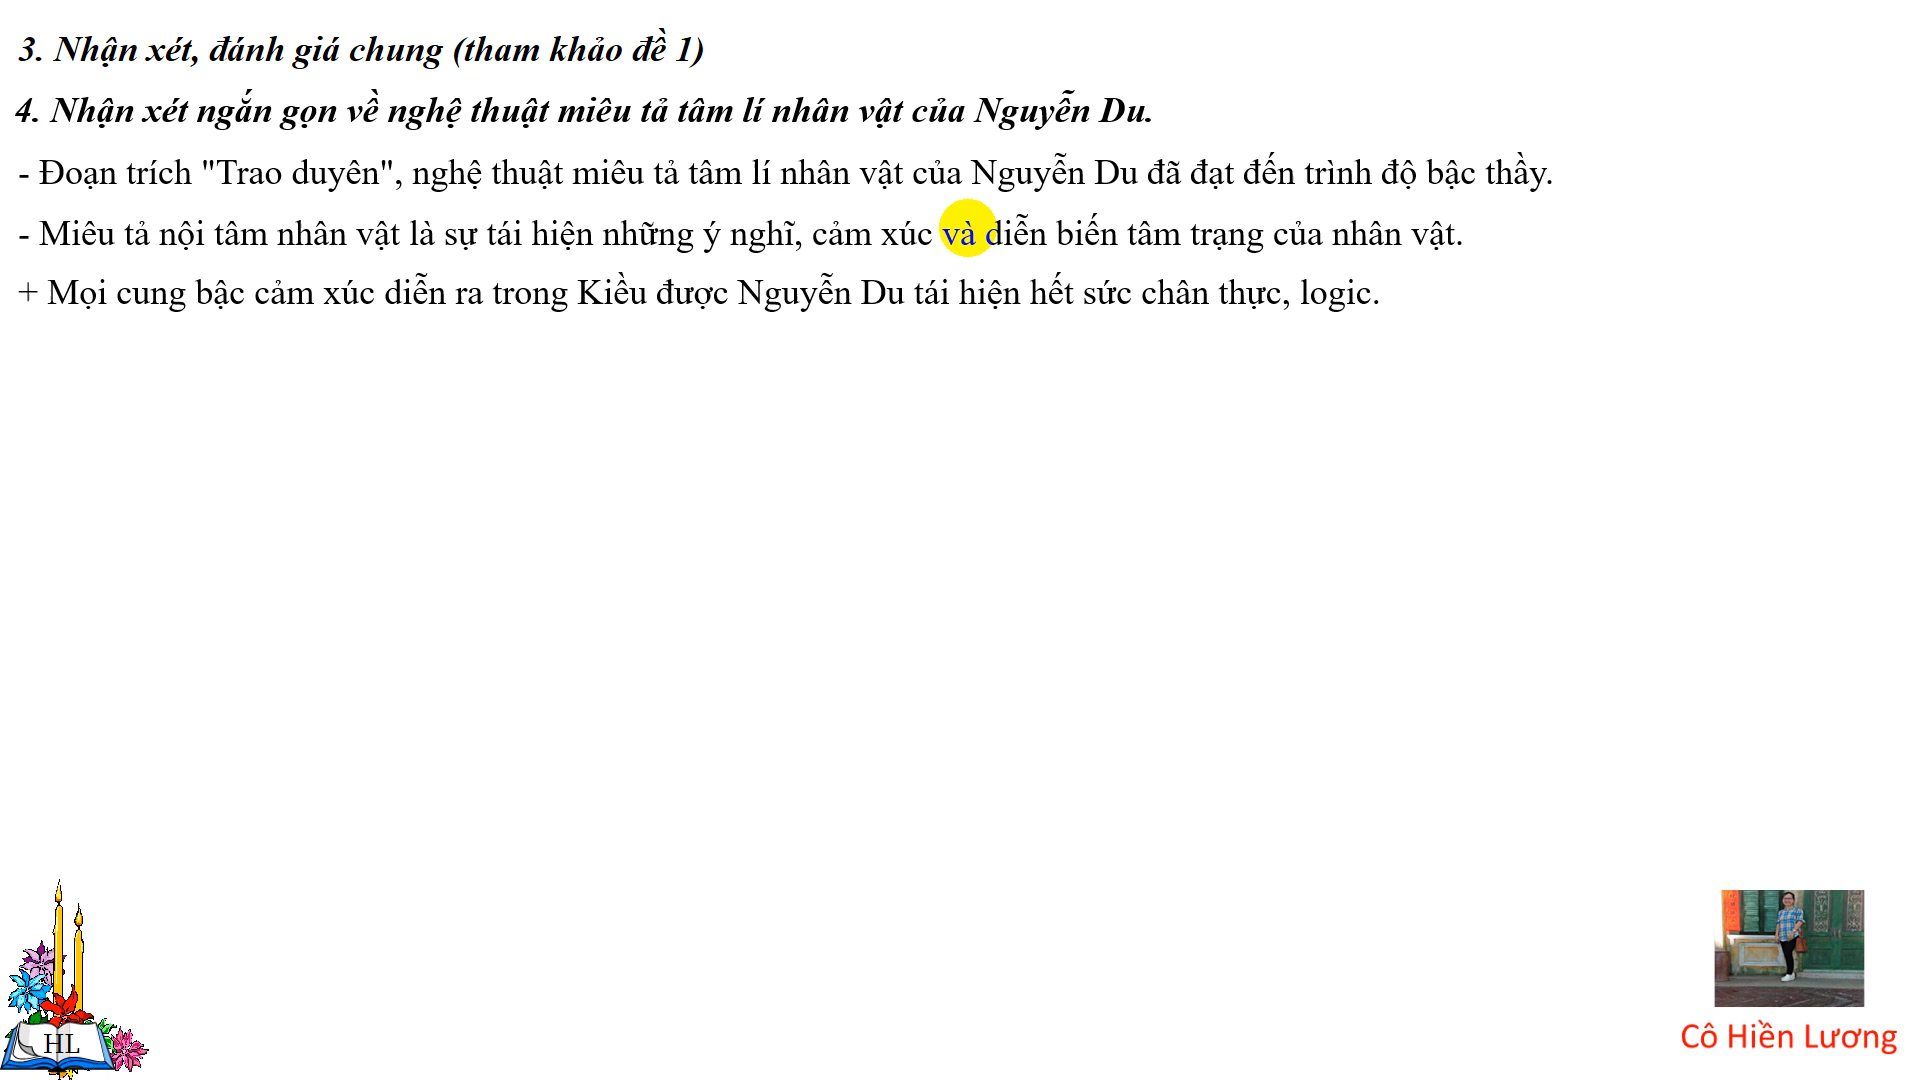 3. Nhận xét, đánh giá chung (tham khảo đề 1)
4. Nhận xét ngắn gọn về nghệ thuật miêu tả tâm lí nhân vật của Nguyễn Du.
- Đoạn trích "Trao duyên", nghệ thuật miêu tả tâm lí nhân vật của Nguyễn Du đã đạt đến trình độ bậc thầy.
- Miêu tả nội tâm nhân vật là sự tái hiện những ý nghĩ, cảm xúc và diễn biến tâm trạng của nhân vật.
+ Mọi cung bậc cảm xúc diễn ra trong Kiều được Nguyễn Du tái hiện hết sức chân thực, logic.
HL
Cô Hiền Lương